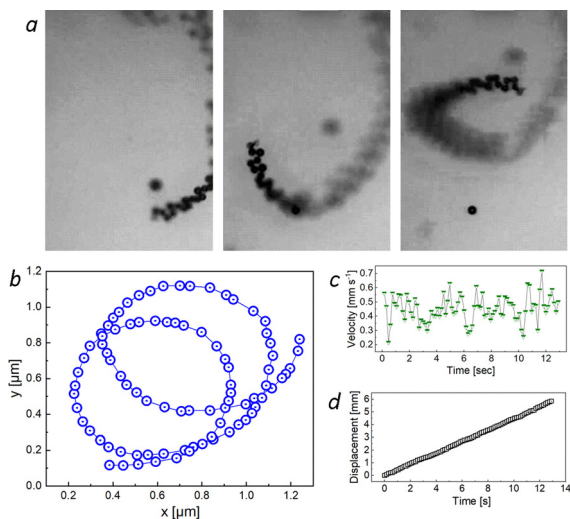 a
b
1.2
1.0
0.8
0.6
0.4
0.2
0.0
y [µm]
0.2 0.4 0.6 0.8 1.0 1.2
x [µm]
c
0.7
0.6
0.5
0.4
0.3
0.2
Velocity [mm s⁻¹]
0 2 4 6 8 10 12
Time [sec]
d
6
5
4
3
2
1
0
Displacement [mm]
0 2 4 6 8 10 12 14
Time [s]